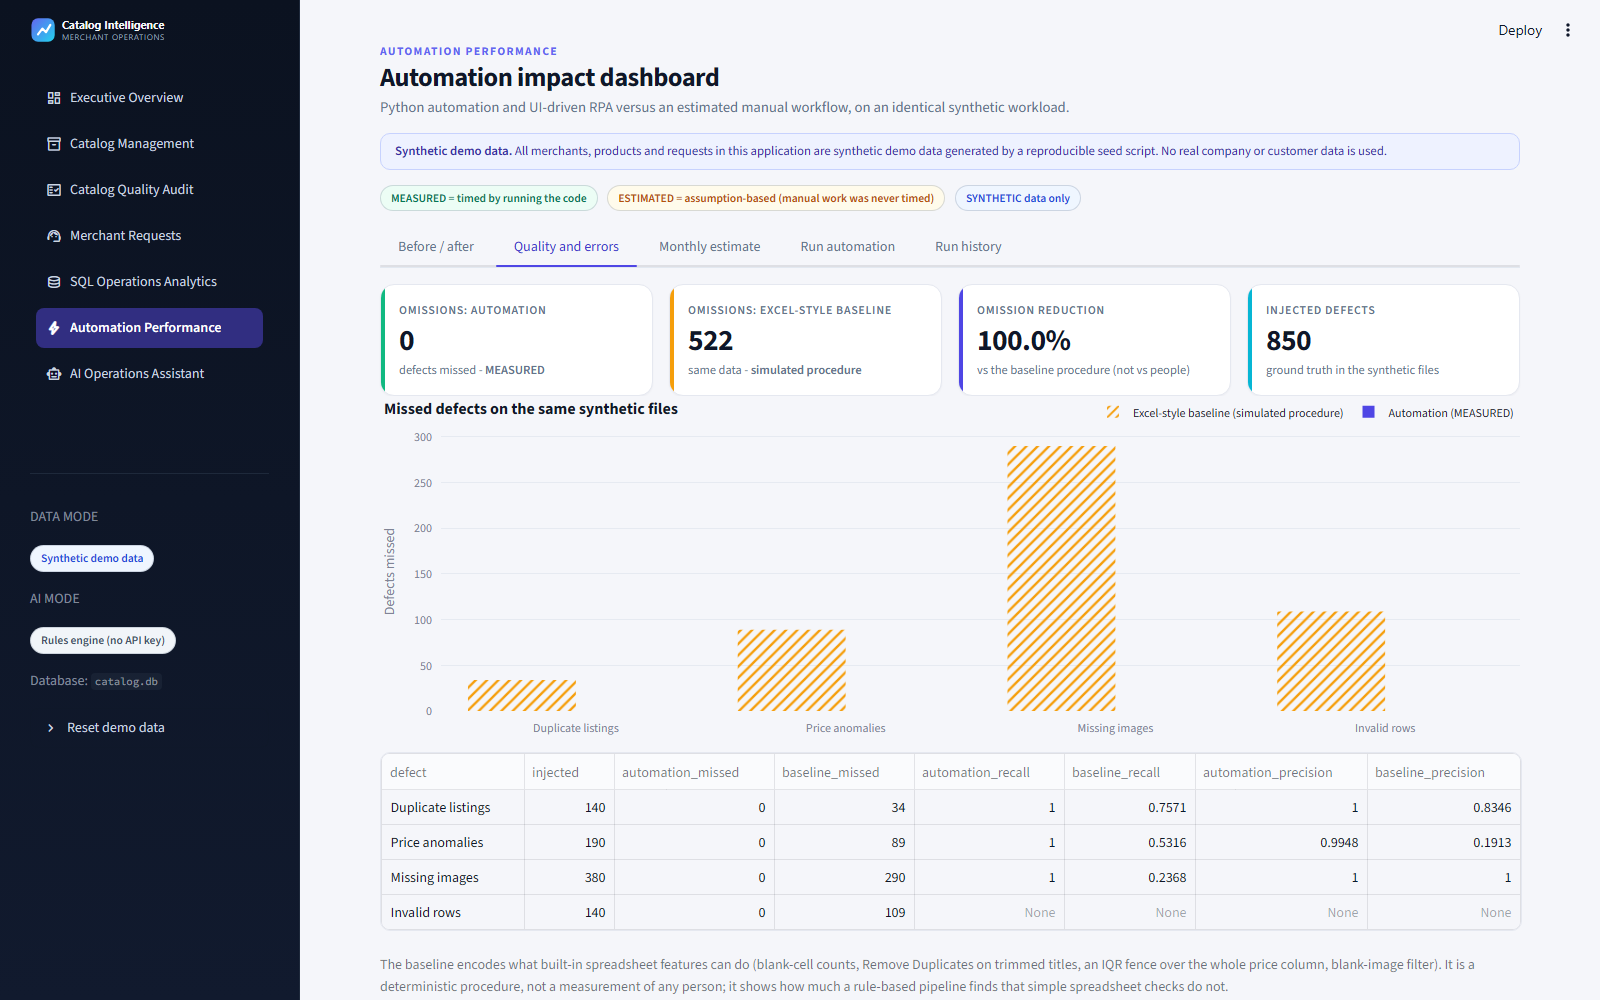 Catalog Intelligence
MERCHANT OPERATIONS
Executive Overview
Catalog Management
Catalog Quality Audit
Merchant Requests
SQL Operations Analytics
Automation Performance
AI Operations Assistant
DATA MODE
Synthetic demo data
AI MODE
Rules engine (no API key)
Database: catalog.db
Reset demo data
Deploy
AUTOMATION PERFORMANCE
Automation impact dashboard
Python automation and UI-driven RPA versus an estimated manual workflow, on an identical synthetic workload.
Synthetic demo data. All merchants, products and requests in this application are synthetic demo data generated by a reproducible seed script. No real company or customer data is used.
MEASURED = timed by running the code ESTIMATED = assumption-based (manual work was never timed) SYNTHETIC data only
Before / after Quality and errors Monthly estimate Run automation Run history
OMISSIONS: AUTOMATION
0
defects missed - MEASURED
OMISSIONS: EXCEL-STYLE BASELINE
522
same data - simulated procedure
OMISSION REDUCTION
100.0%
vs the baseline procedure (not vs people)
INJECTED DEFECTS
850
ground truth in the synthetic files
Missed defects on the same synthetic files
Excel-style baseline (simulated procedure) Automation (MEASURED)
Defects missed
300
250
200
150
100
50
0
Duplicate listings Price anomalies Missing images Invalid rows
defect injected automation_missed baseline_missed automation_recall baseline_recall automation_precision baseline_precision
Duplicate listings 140 0 34 1 0.7571 1 0.8346
Price anomalies 190 0 89 1 0.5316 0.9948 0.1913
Missing images 380 0 290 1 0.2368 1 1
Invalid rows 140 0 109 None None None None
The baseline encodes what built-in spreadsheet features can do (blank-cell counts, Remove Duplicates on trimmed titles, an IQR fence over the whole price column, blank-image filter). It is a
deterministic procedure, not a measurement of any person; it shows how much a rule-based pipeline finds that simple spreadsheet checks do not.